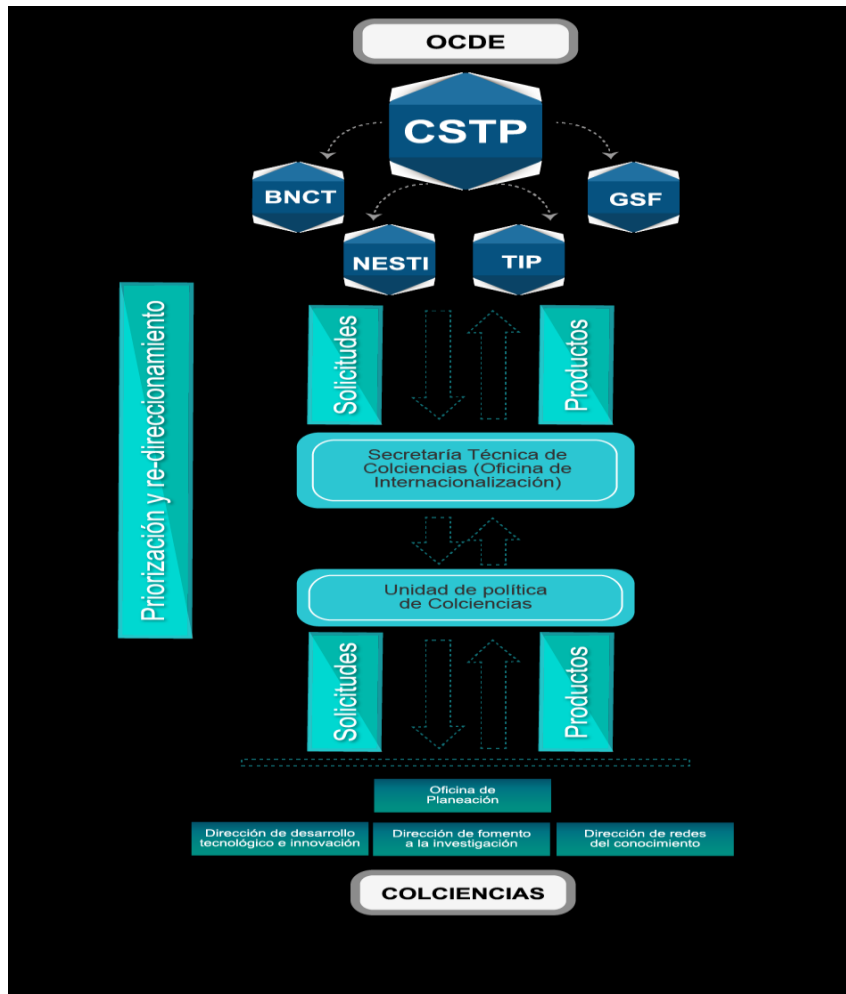 OCDE
CSTP
BNCT
GSF
NESTI
TIP
Priorización y re-direccionamiento
Solicitudes
Productos
Secretaría Técnica de
Colciencias (Oficina de
Internacionalización)
Unidad de política
de Colciencias
Solicitudes
Productos
Oficina de
Planeación
Dirección de desarrollo
tecnológico e innovación
Dirección de fomento
a la investigación
Dirección de redes
del conocimiento
COLCIENCIAS